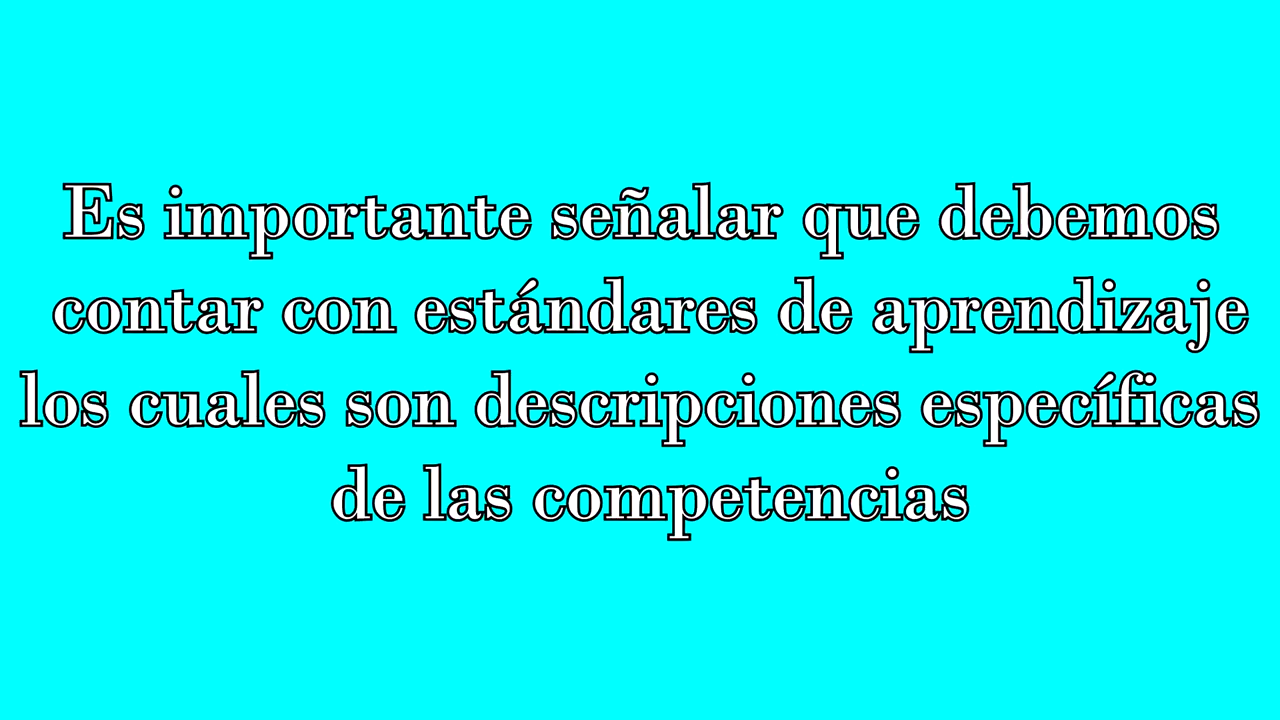 Es importante señalar que debemos
contar con estándares de aprendizaje
los cuales son descripciones específicas
de las competencias